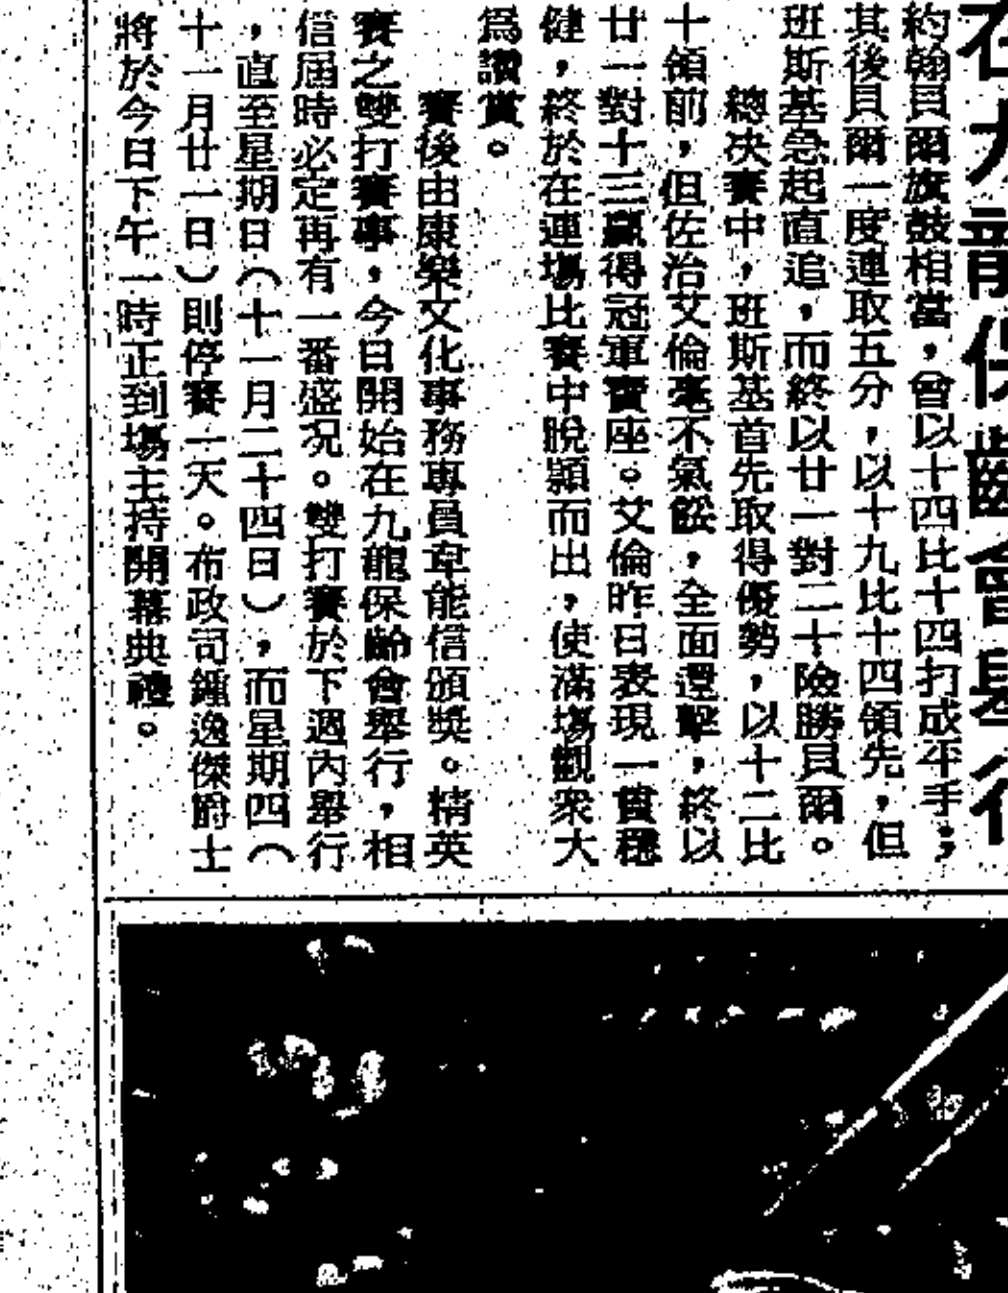 在九龍保齡會舉行
約翰貝爾旗鼓相當,曾以十四比十四打成平手;
其後貝爾一度連取五分,以十九比十四領先,但
班斯基急起直追,而終以廿一對二十險勝貝爾。
總決賽中,班斯基首先取得優勢,以十二比
十領前,但佐治艾倫毫不氣餒,全面還擊,終以
廿一對十三贏得冠軍寶座。艾倫昨日表現一貫穩
健,終於在連場比賽中脫穎而出,使滿場觀衆大
爲讚賞。
賽後由康樂文化事務專員韋能信頒獎。精英
賽之雙打賽事,今日開始在九龍保齡會舉行,相
信屆時必定再有一番盛况。雙打賽於下週內舉行
,直至星期日(十一月二十四日),而星期四(
十一月廿一日)則停賽一天。布政司鍾逸傑爵士
將於今日下午一時正到場主持開幕典禮。